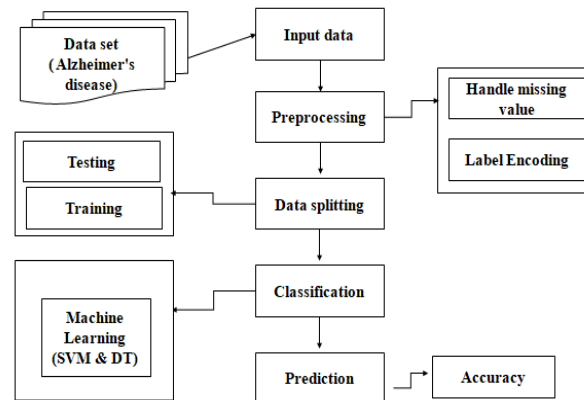 Data set
( Alzheimer's
disease)
Input data
Preprocessing
Handle missing
value
Label Encoding
Testing
Training
Data splitting
Classification
Machine
Learning
(SVM & DT)
Prediction
Accuracy